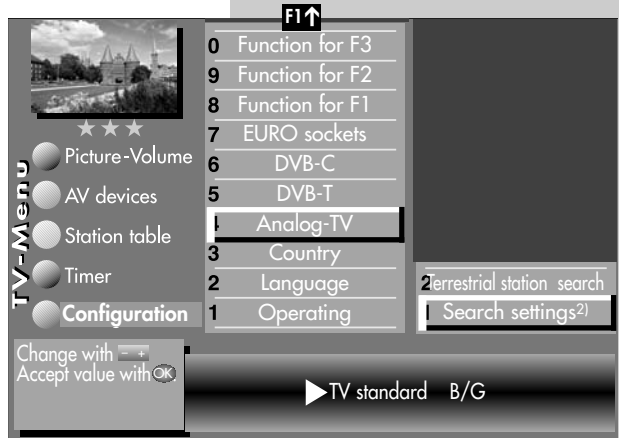 F1↑
0 Function for F3
9 Function for F2
8 Function for F1
7 EURO sockets
6 DVB-C
5 DVB-T
4 Analog-TV
3 Country
2 Language
1 Operating
TV-Menu
Picture-Volume
AV devices
Station table
Timer
Configuration
2 Terrestrial station search
1 Search settings2)
Change with - +
Accept value with OK.
TV standard B/G